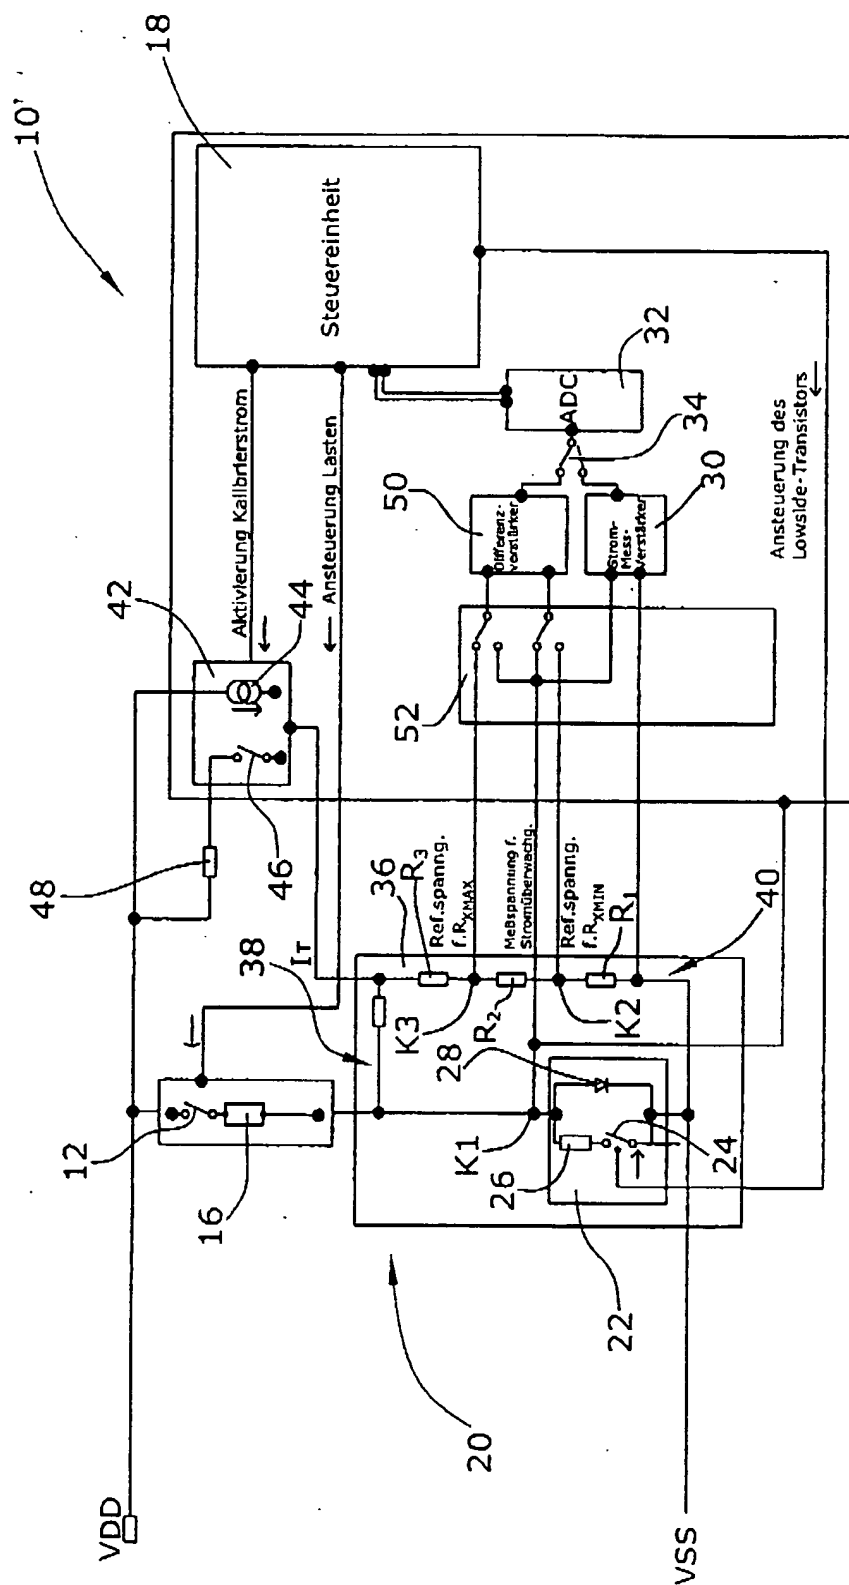 10'
18
Steuereinheit
Aktivierung Kalibrierstrom
Ansteuerung Lasten
42
44
46
48
IT
32
ADC
34
50
Differenz-
verstärker
30
Strom-
Mess-
Verstärker
52
Ansteuerung des
Lowside-Transistors
36
R3
Ref.spanng.
f.RXMAX
Meßspannung f.
Stromüberwachg.
Ref.spanng.
f.RXMIN
R1
40
38
K3
R2
K2
28
12
16
K1
26
24
22
20
VDD
VSS